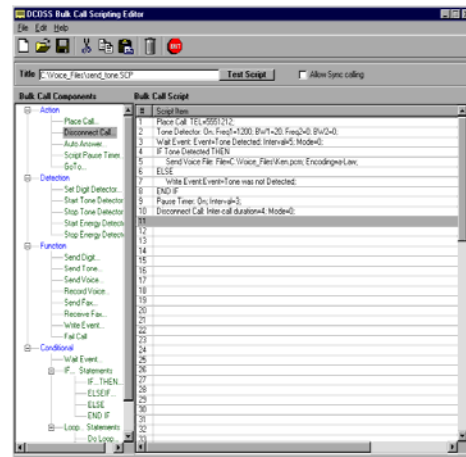 DCOSS Bulk Call Scripting Editor
File Edit Help
Title E:\Voice_Files\send_tone.SCP Test Script Allow Sync calling
Bulk Call Components
Action
Place Call...
Disconnect Call...
Auto Answer...
Script Pause Timer...
GoTo...
Detection
Set Digit Detector...
Start Tone Detector
Stop Tone Detector
Start Energy Detecti
Stop Energy Detecti
Function
Send Digit...
Send Tone...
Send Voice...
Record Voice...
Send Fax...
Receive Fax...
Write Event...
Fail Call
Conditional
Wait Event...
IF... Statements
IF...THEN...
ELSEIF...
ELSE
END IF
Loop... Statements
Do Loop...
Bulk Call Script
# Script Item
1 Place Call: TEL=5551212;
2 Tone Detector: On; Freq1=1200; BW1=20; Freq2=0; BW2=0;
3 Wait Event: Event=Tone Detected; Interval=5; Mode=0;
4 IF Tone Detected THEN
5 Send Voice File: File=C:\Voice_Files\Ken.pcm; Encoding=u-Law;
6 ELSE
7 Write Event:Event=Tone was not Detected;
8 END IF
9 Pause Timer: On; Interval=3;
10 Disconnect Call: Inter-call duration=4; Mode=0;
11
12
13
14
15
16
17
18
19
20
21
22
23
24
25
26
27
28
29
30
31
32
33